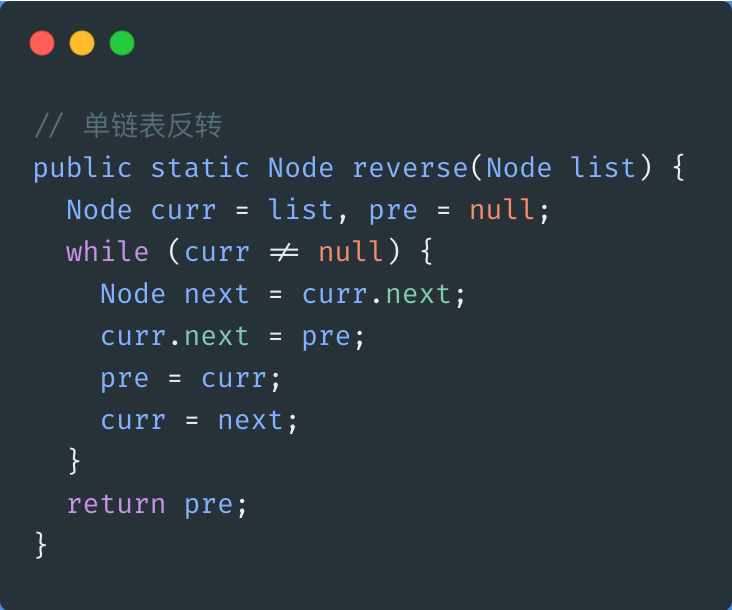 // 单链表反转
public static Node reverse(Node list) {
  Node curr = list, pre = null;
  while (curr != null) {
    Node next = curr.next;
    curr.next = pre;
    pre = curr;
    curr = next;
  }
  return pre;
}